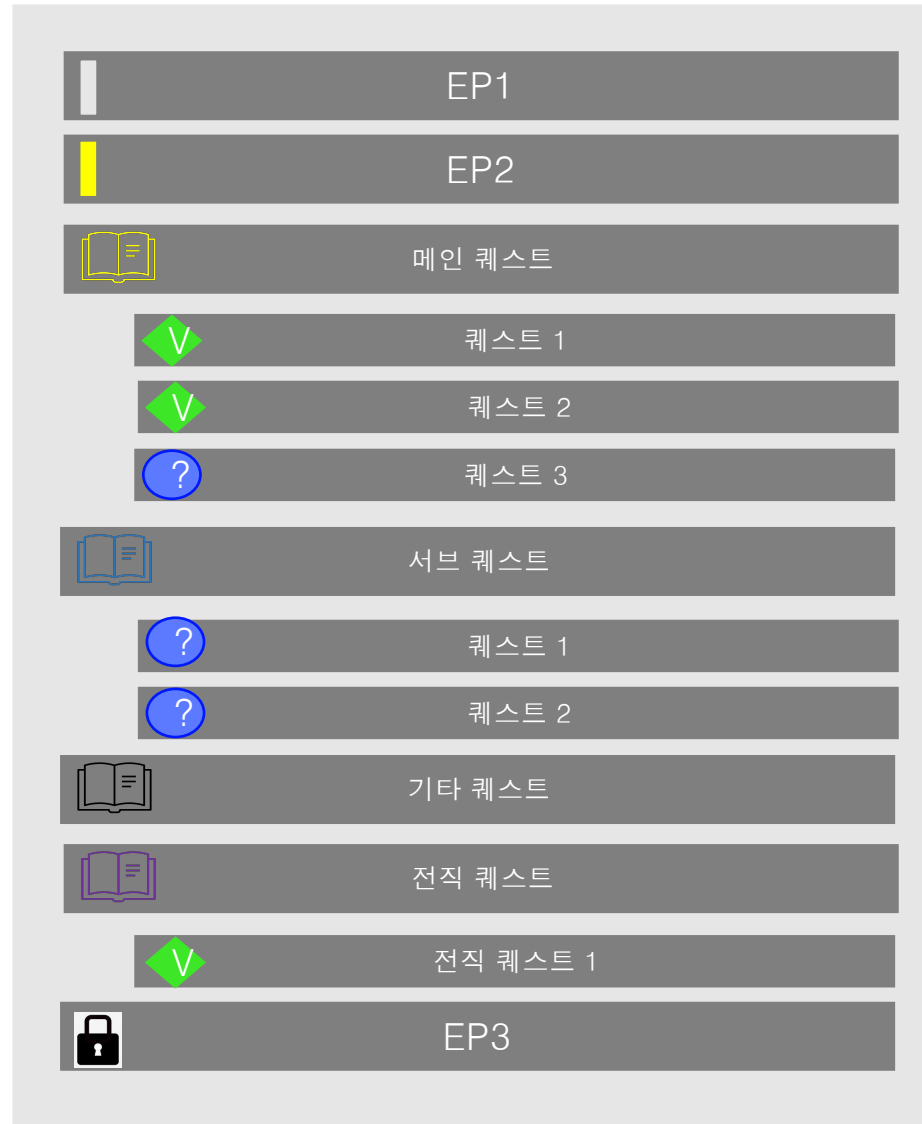 EP1
EP2
메인 퀘스트
V 퀘스트 1
V 퀘스트 2
? 퀘스트 3
서브 퀘스트
? 퀘스트 1
? 퀘스트 2
기타 퀘스트
전직 퀘스트
V 전직 퀘스트 1
EP3